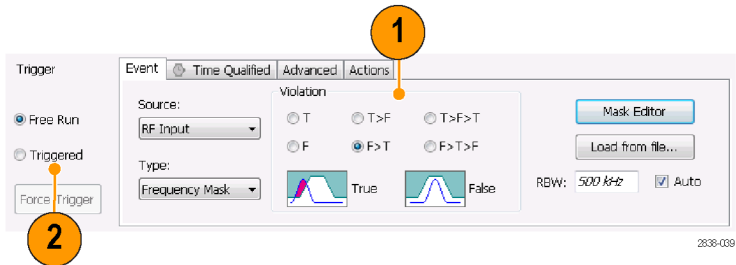 1
Trigger
Event Time Qualified Advanced Actions
Free Run
Triggered
Force Trigger
Source:
RF Input
Type:
Frequency Mask
Violation
T T>F T>F>T
F F>T F>T>F
True False
Mask Editor
Load from file...
RBW: 500 kHz Auto
2
2838-039